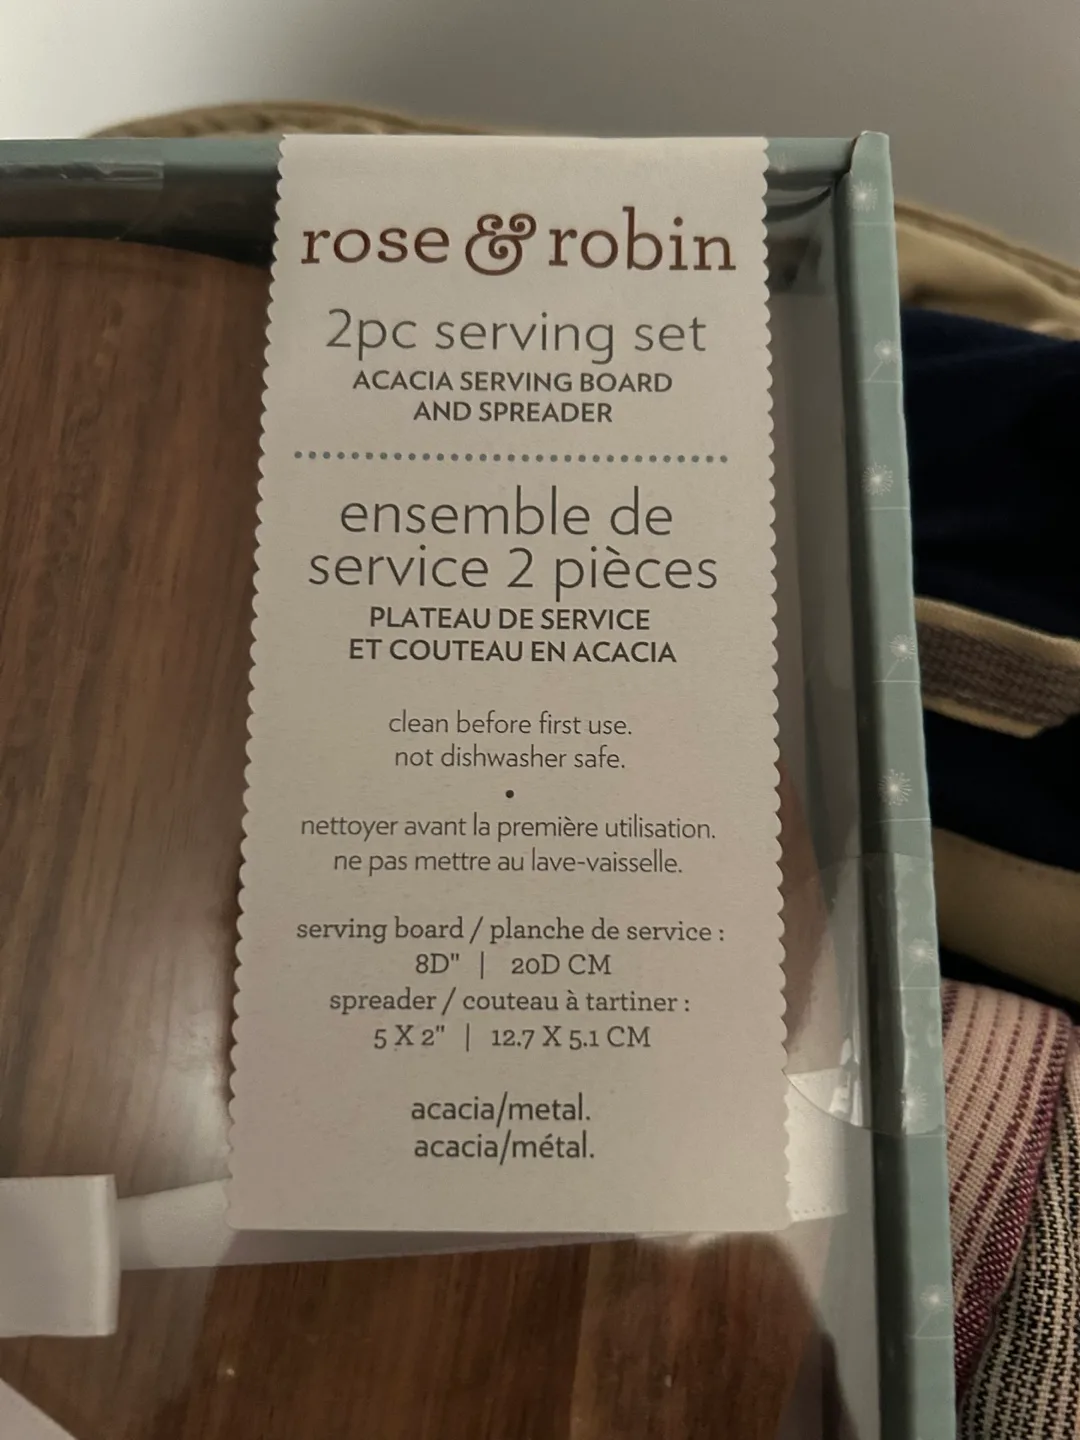 rose & robin
2pc serving set
ACACIA SERVING BOARD
AND SPREADER
ensemble de
service 2 pièces
PLATEAU DE SERVICE
ET COUTEAU EN ACACIA
clean before first use.
not dishwasher safe.
•
nettoyer avant la première utilisation.
ne pas mettre au lave-vaisselle.
serving board / planche de service :
8D" | 20D CM
spreader / couteau à tartiner :
5 X 2" | 12.7 X 5.1 CM
acacia/metal.
acacia/métal.